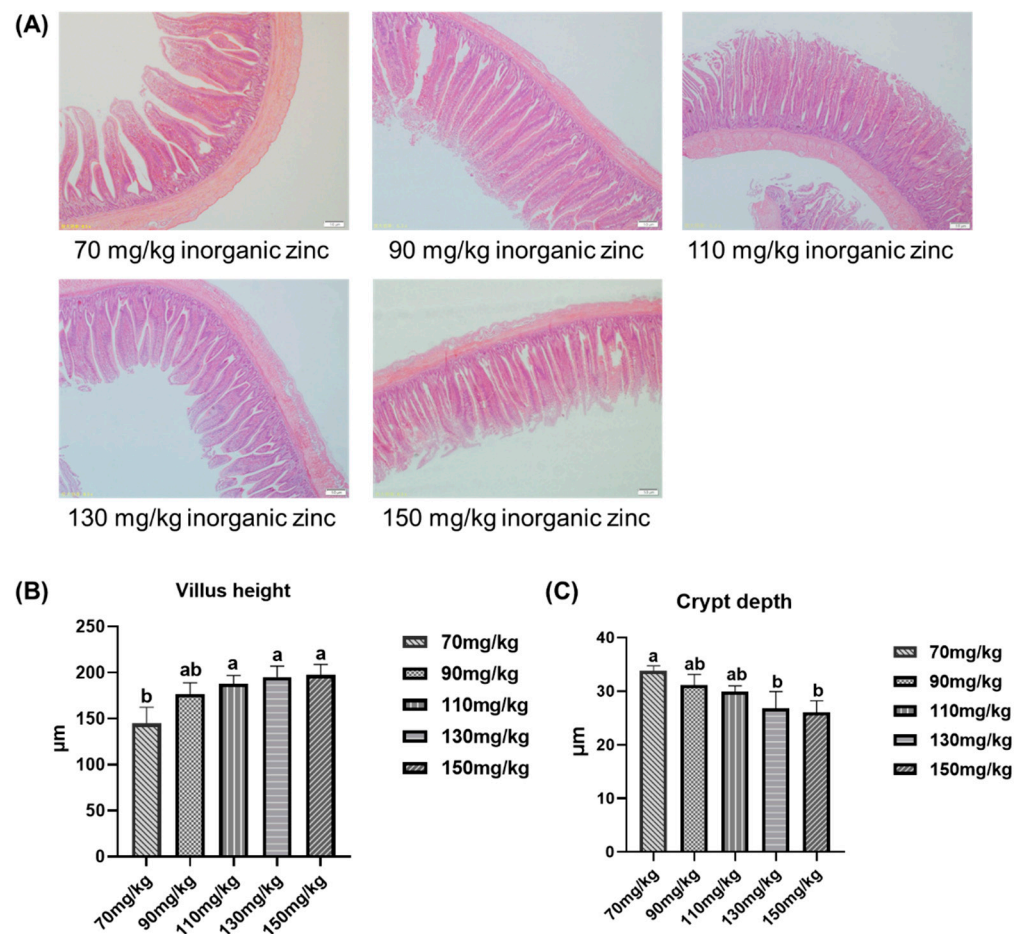 (A)
70 mg/kg inorganic zinc
90 mg/kg inorganic zinc
110 mg/kg inorganic zinc
130 mg/kg inorganic zinc
150 mg/kg inorganic zinc
(B)
Villus height
250
200
150
100
50
0
µm
b
ab
a
a
a
70mg/kg
90mg/kg
110mg/kg
130mg/kg
150mg/kg
70mg/kg
90mg/kg
110mg/kg
130mg/kg
150mg/kg
(C)
Crypt depth
40
30
20
10
0
µm
a
ab
ab
b
b
70mg/kg
90mg/kg
110mg/kg
130mg/kg
150mg/kg
70mg/kg
90mg/kg
110mg/kg
130mg/kg
150mg/kg